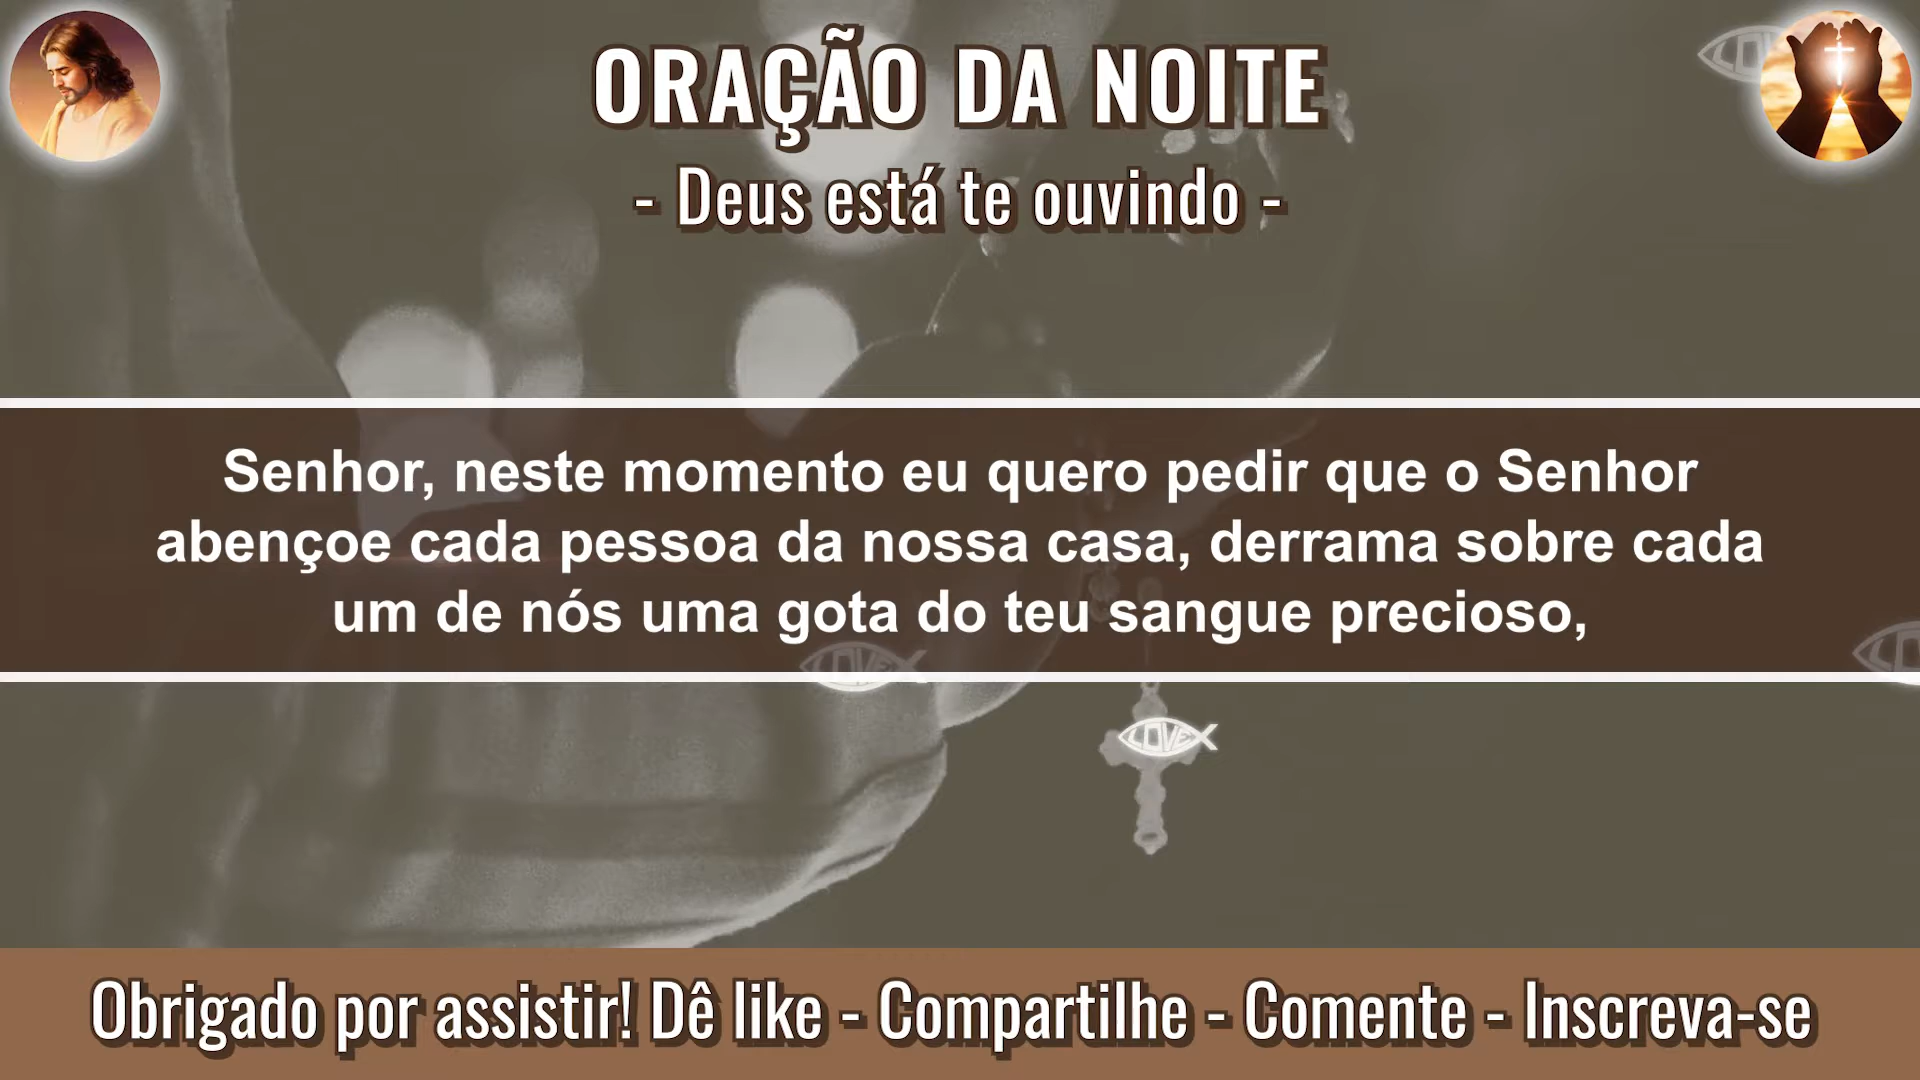 ORAÇÃO DA NOITE
- Deus está te ouvindo -
Senhor, neste momento eu quero pedir que o Senhor
abençoe cada pessoa da nossa casa, derrama sobre cada
um de nós uma gota do teu sangue precioso,
LOVE
Obrigado por assistir! Dê like - Compartilhe - Comente - Inscreva-se